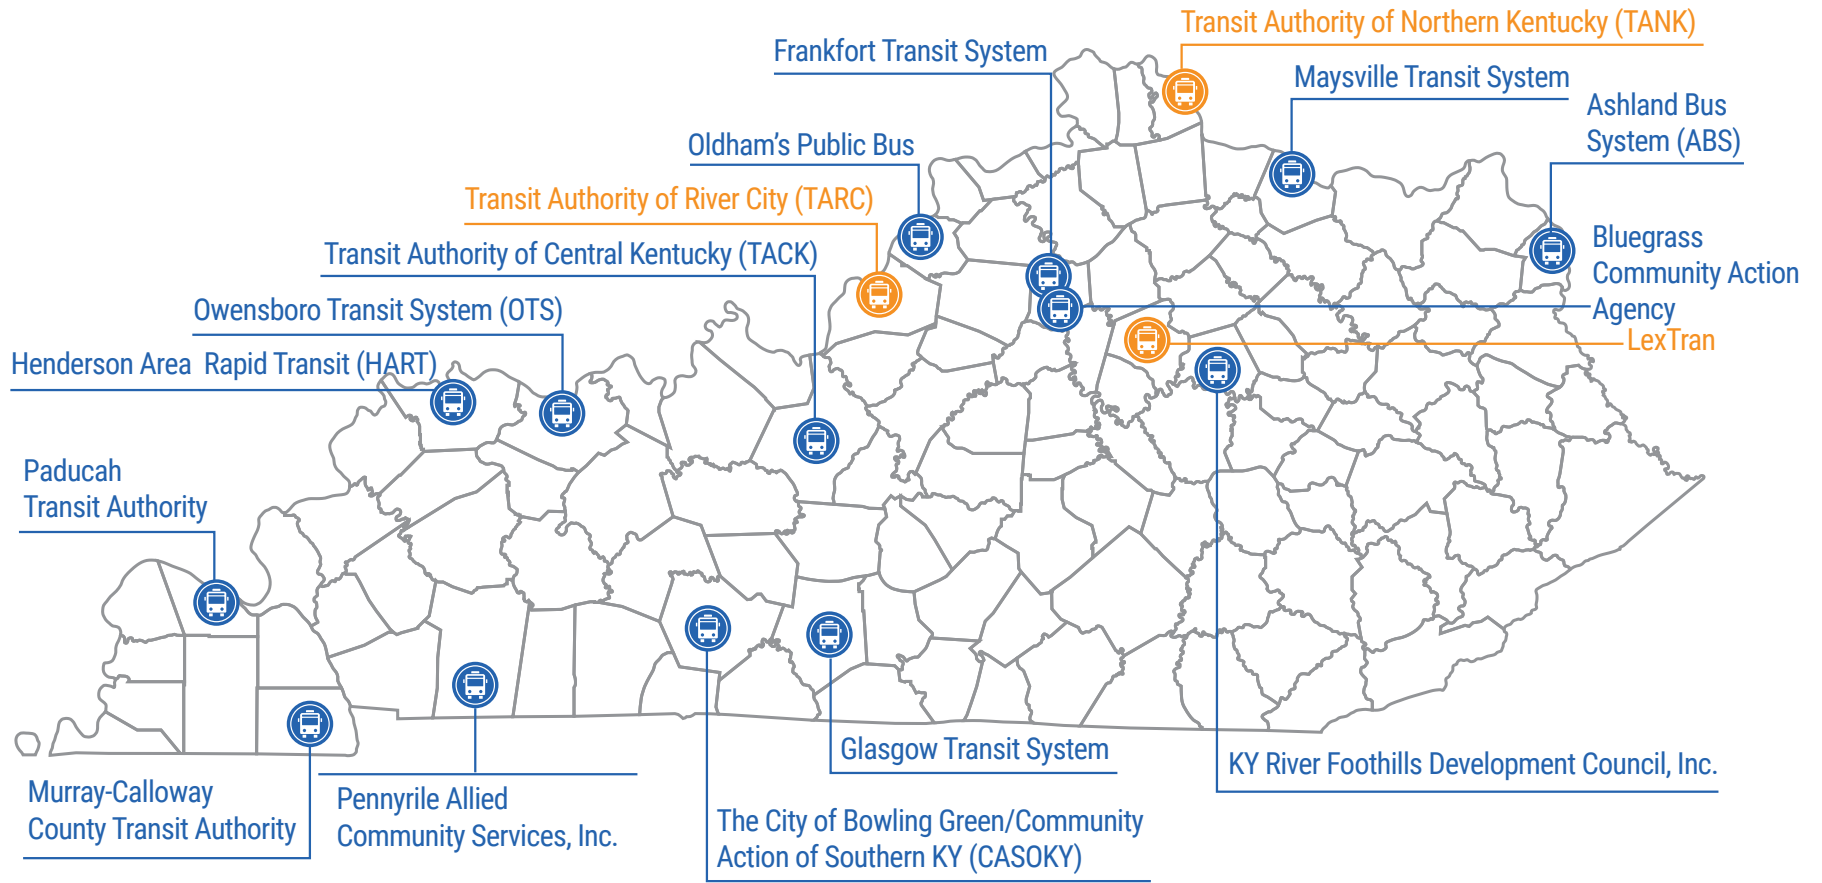 Transit Authority of Northern Kentucky (TANK)
Frankfort Transit System
Maysville Transit System
Ashland Bus
System (ABS)
Oldham's Public Bus
Transit Authority of River City (TARC)
Transit Authority of Central Kentucky (TACK)
Bluegrass
Community Action
Agency
Owensboro Transit System (OTS)
LexTran
Henderson Area Rapid Transit (HART)
Paducah
Transit Authority
Glasgow Transit System
KY River Foothills Development Council, Inc.
Murray-Calloway
County Transit Authority
Pennyrile Allied
Community Services, Inc.
The City of Bowling Green/Community
Action of Southern KY (CASOKY)